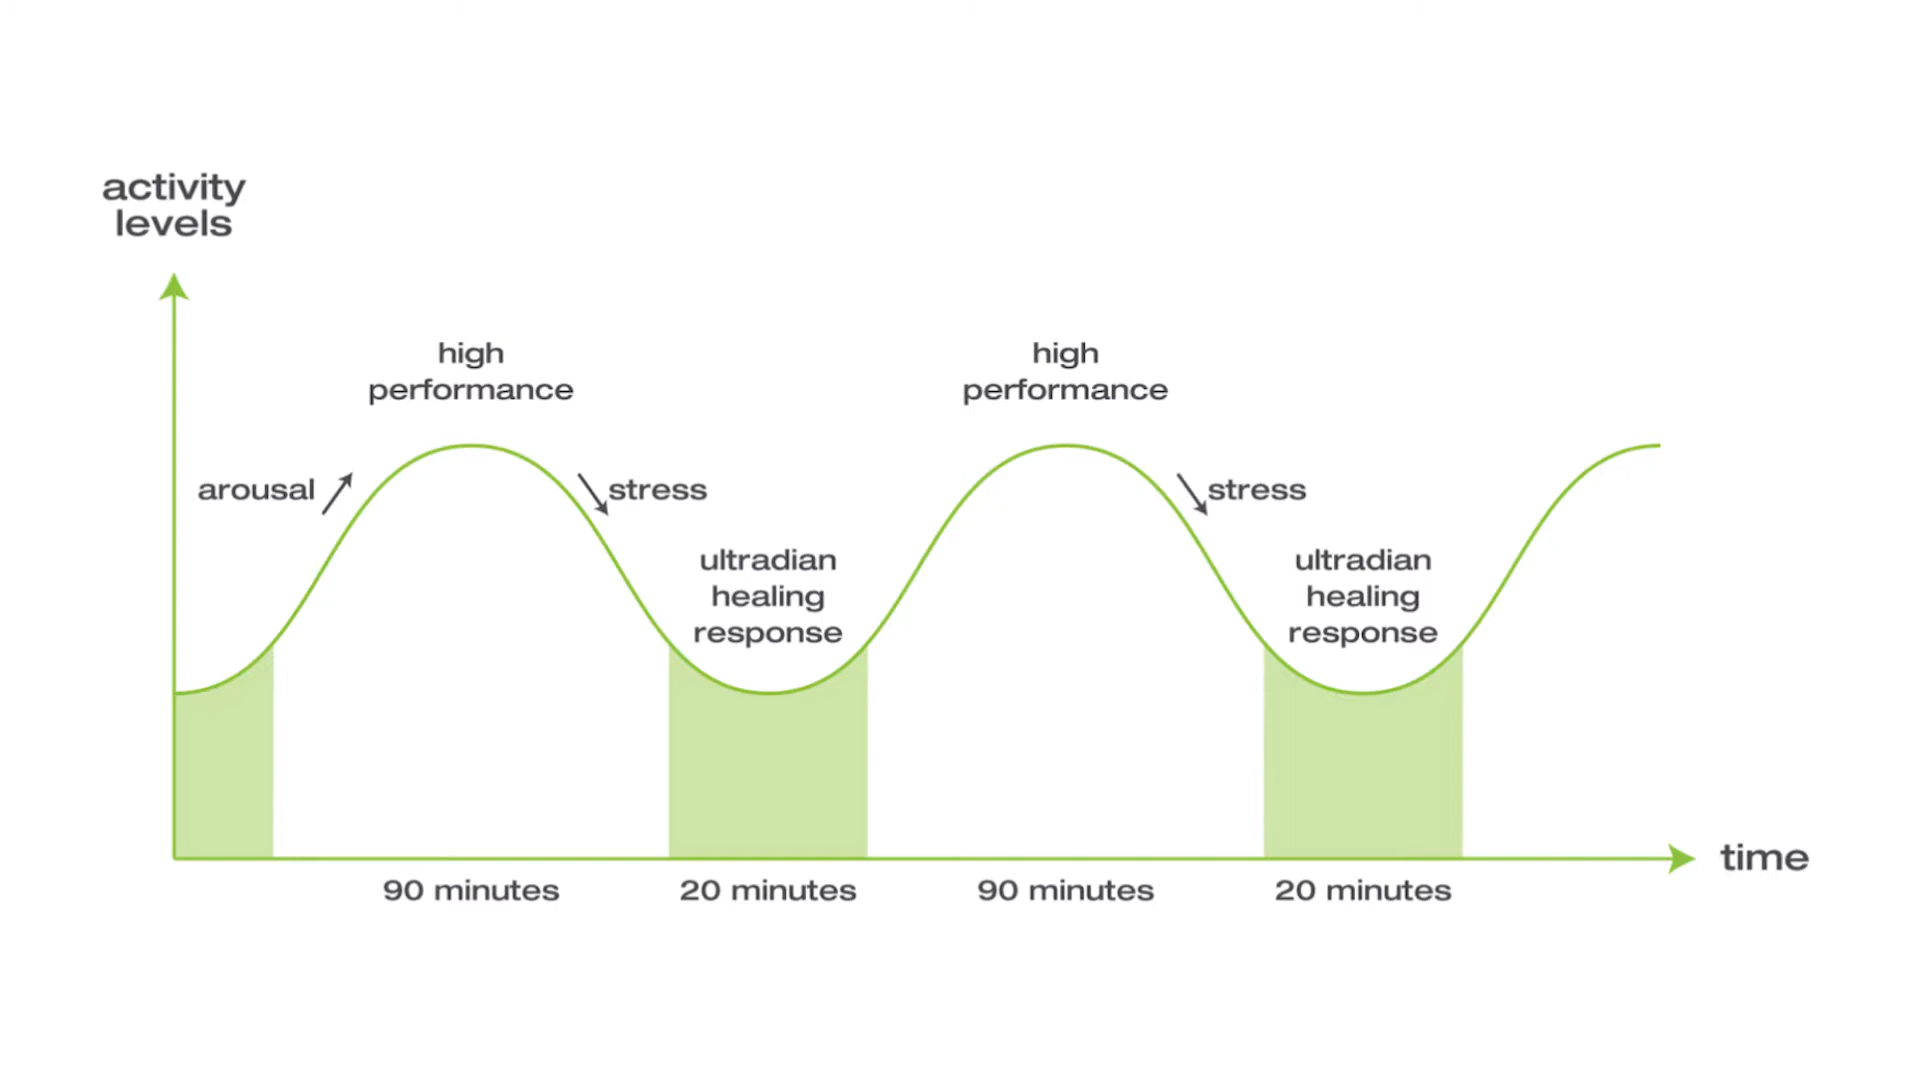 activity
levels
high
performance
high
performance
arousal
stress
stress
ultradian
healing
response
ultradian
healing
response
time
90 minutes
20 minutes
90 minutes
20 minutes